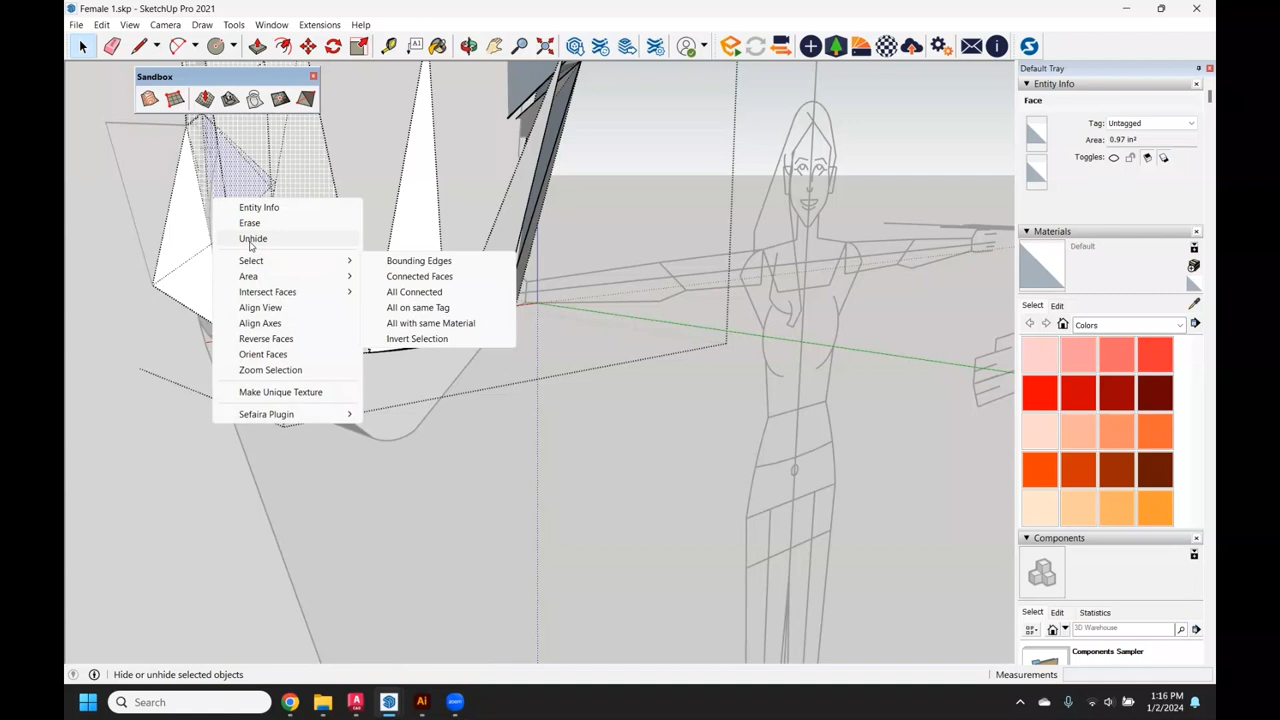 Female 1.skp - SketchUp Pro 2021
File Edit View Camera Draw Tools Window Extensions Help
Sandbox
Entity Info
Erase
Unhide
Select
Area
Intersect Faces
Align View
Align Axes
Reverse Faces
Orient Faces
Zoom Selection
Make Unique Texture
Sefaira Plugin
Bounding Edges
Connected Faces
All Connected
All on same Tag
All with same Material
Invert Selection
Default Tray
Entity Info
Face
Tag: Untagged
Area: 0.97 in²
Toggles:
Materials
Default
Select Edit
Colors
Components
Select Edit Statistics
3D Warehouse
Components Sampler
Hide or unhide selected objects
Measurements
Search
zoom
1:16 PM
1/2/2024